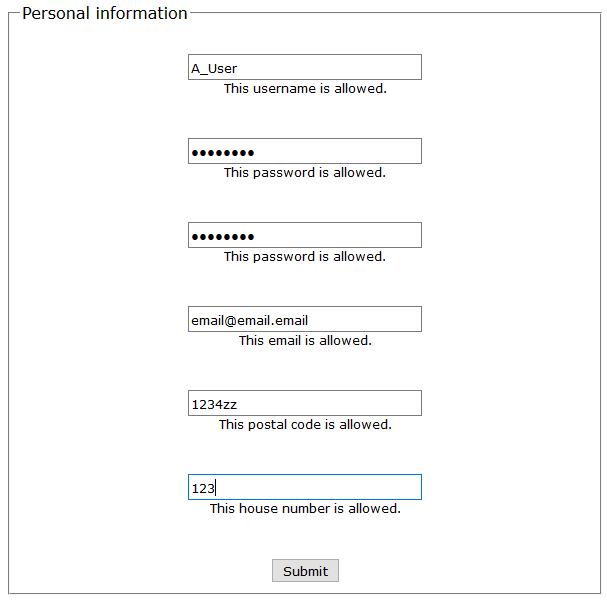 Personal information
A_User
This username is allowed.
••••••••
This password is allowed.
••••••••
This password is allowed.
email@email.email
This email is allowed.
1234zz
This postal code is allowed.
123
This house number is allowed.
Submit